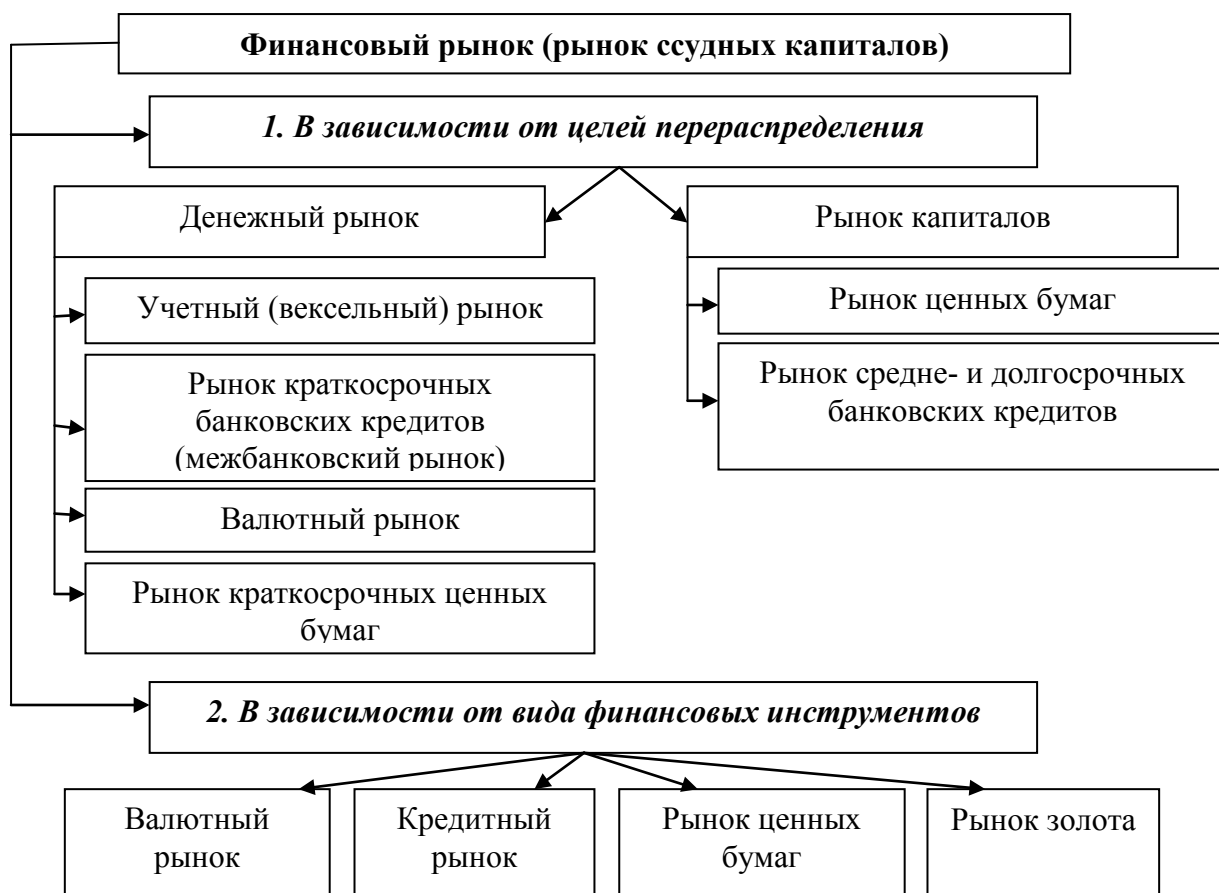 Финансовый рынок (рынок ссудных капиталов)
1. В зависимости от целей перераспределения
Денежный рынок
Учетный (вексельный) рынок
Рынок краткосрочных
банковских кредитов
(межбанковский рынок)
Валютный рынок
Рынок краткосрочных ценных
бумаг
Рынок капиталов
Рынок ценных бумаг
Рынок средне- и долгосрочных
банковских кредитов
2. В зависимости от вида финансовых инструментов
Валютный
рынок
Кредитный
рынок
Рынок ценных
бумаг
Рынок золота